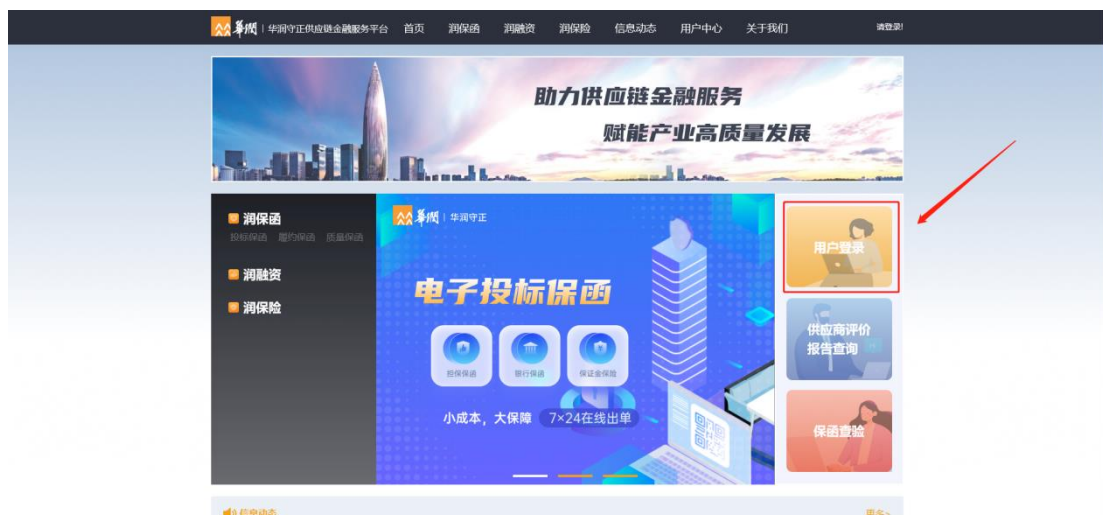 華潤 | 华润守正供应链金融服务平台 首页 润保函 润融资 润保险 信息动态 用户中心 关于我们 请登录!
助力供应链金融服务
赋能产业高质量发展
润保函
投标保函 履约保函 质量保函
润融资
润保险
華潤 | 华润守正
电子投标保函
担保保函 银行保函 保证金保险
小成本，大保障 7×24在线出单
用户登录
供应商评价
报告查询
保函查验
信息动态 更多>